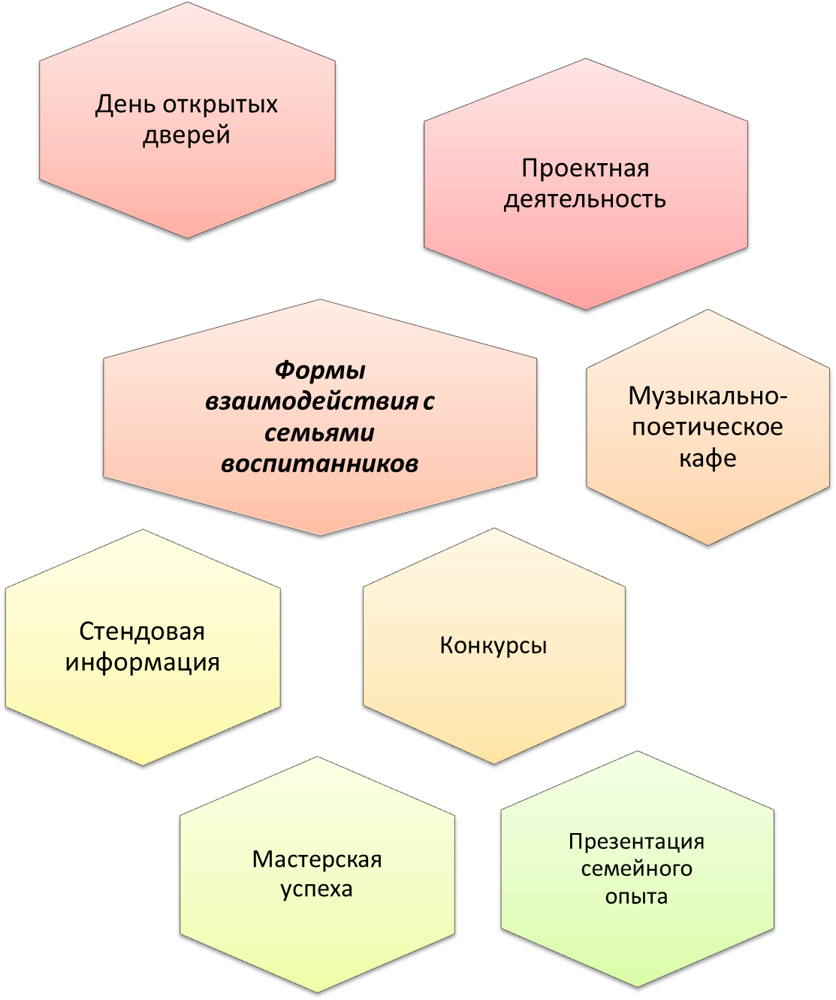 День открытых
дверей
Проектная
деятельность
Формы
взаимодействия с
семьями
воспитанников
Музыкально-
поетическое
кафе
Стендовая
информация
Конкурсы
Мастерская
успеха
Презентация
семейного
опыта